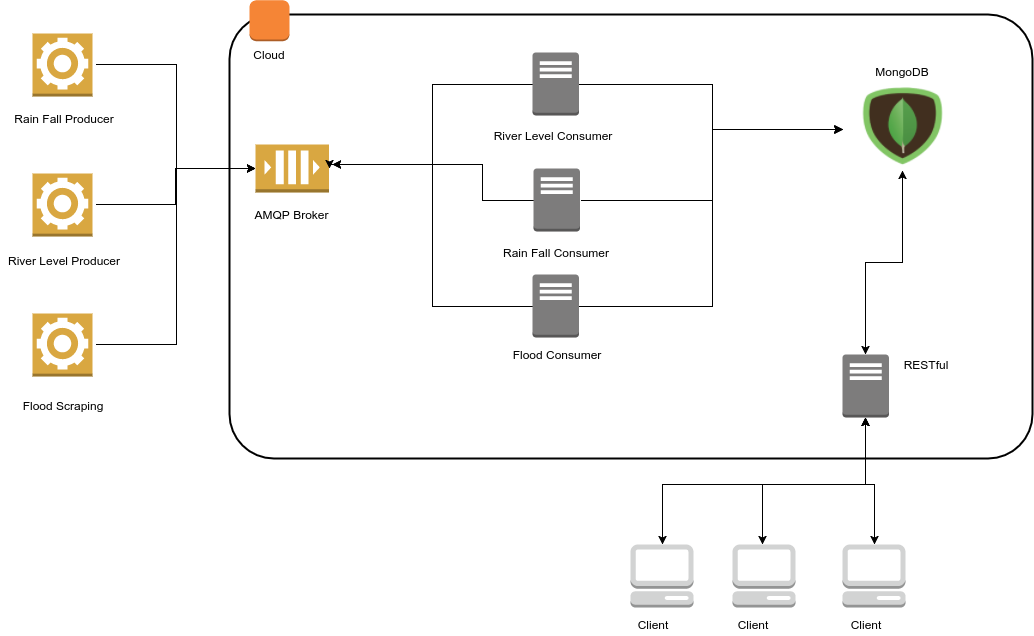 Cloud
MongoDB
Rain Fall Producer
River Level Consumer
AMQP Broker
Rain Fall Consumer
River Level Producer
Flood Consumer
RESTful
Flood Scraping
Client
Client
Client